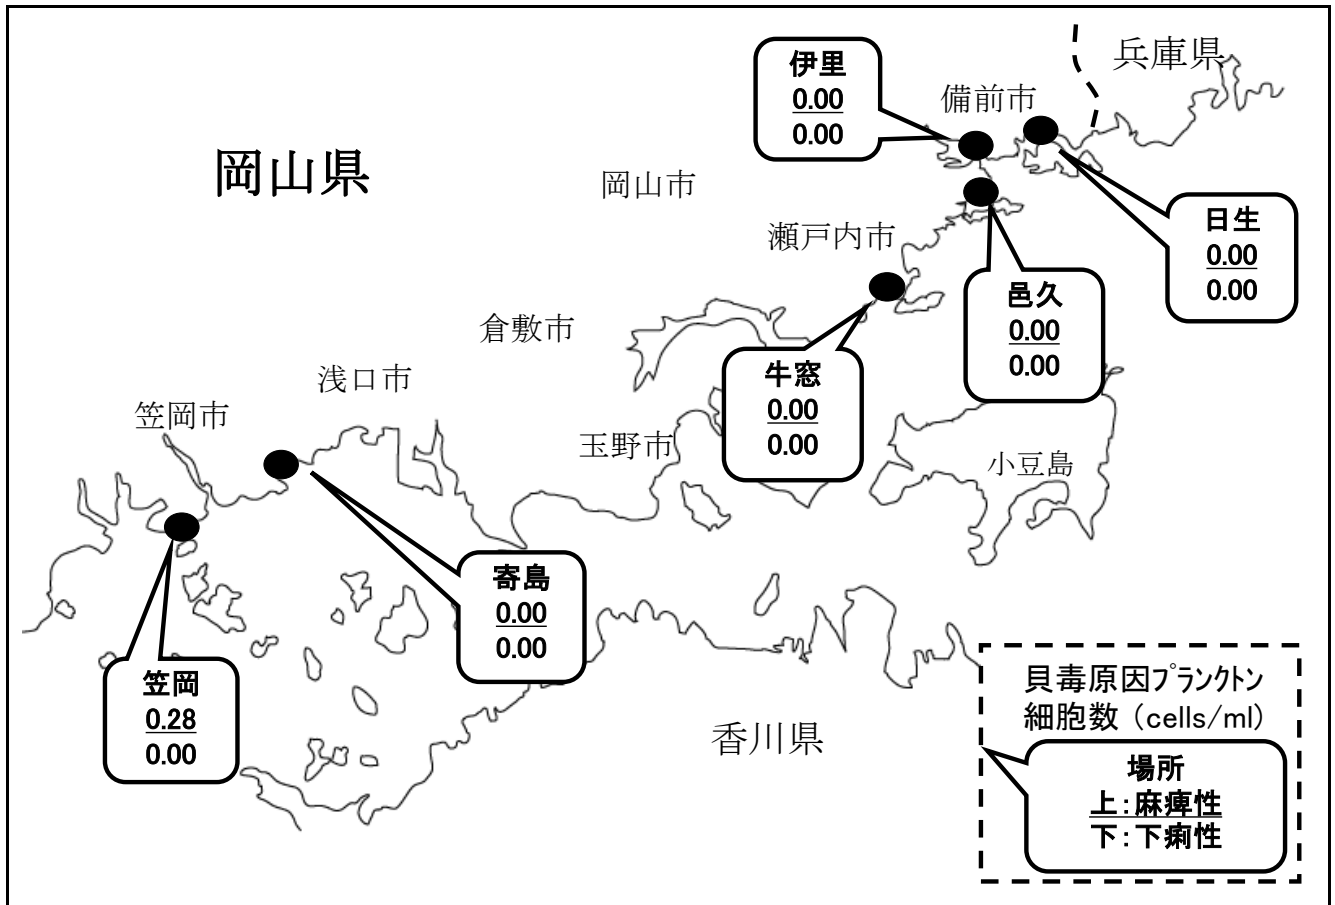 兵庫県
伊里
0.00
0.00
備前市
岡山県
岡山市
日生
0.00
0.00
瀬戸内市
邑久
0.00
0.00
倉敷市
牛窓
0.00
0.00
浅口市
笠岡市
玉野市
小豆島
寄島
0.00
0.00
笠岡
0.28
0.00
香川県
貝毒原因プランクトン
細胞数 (cells/ml)
場所
上:麻痺性
下:下痢性